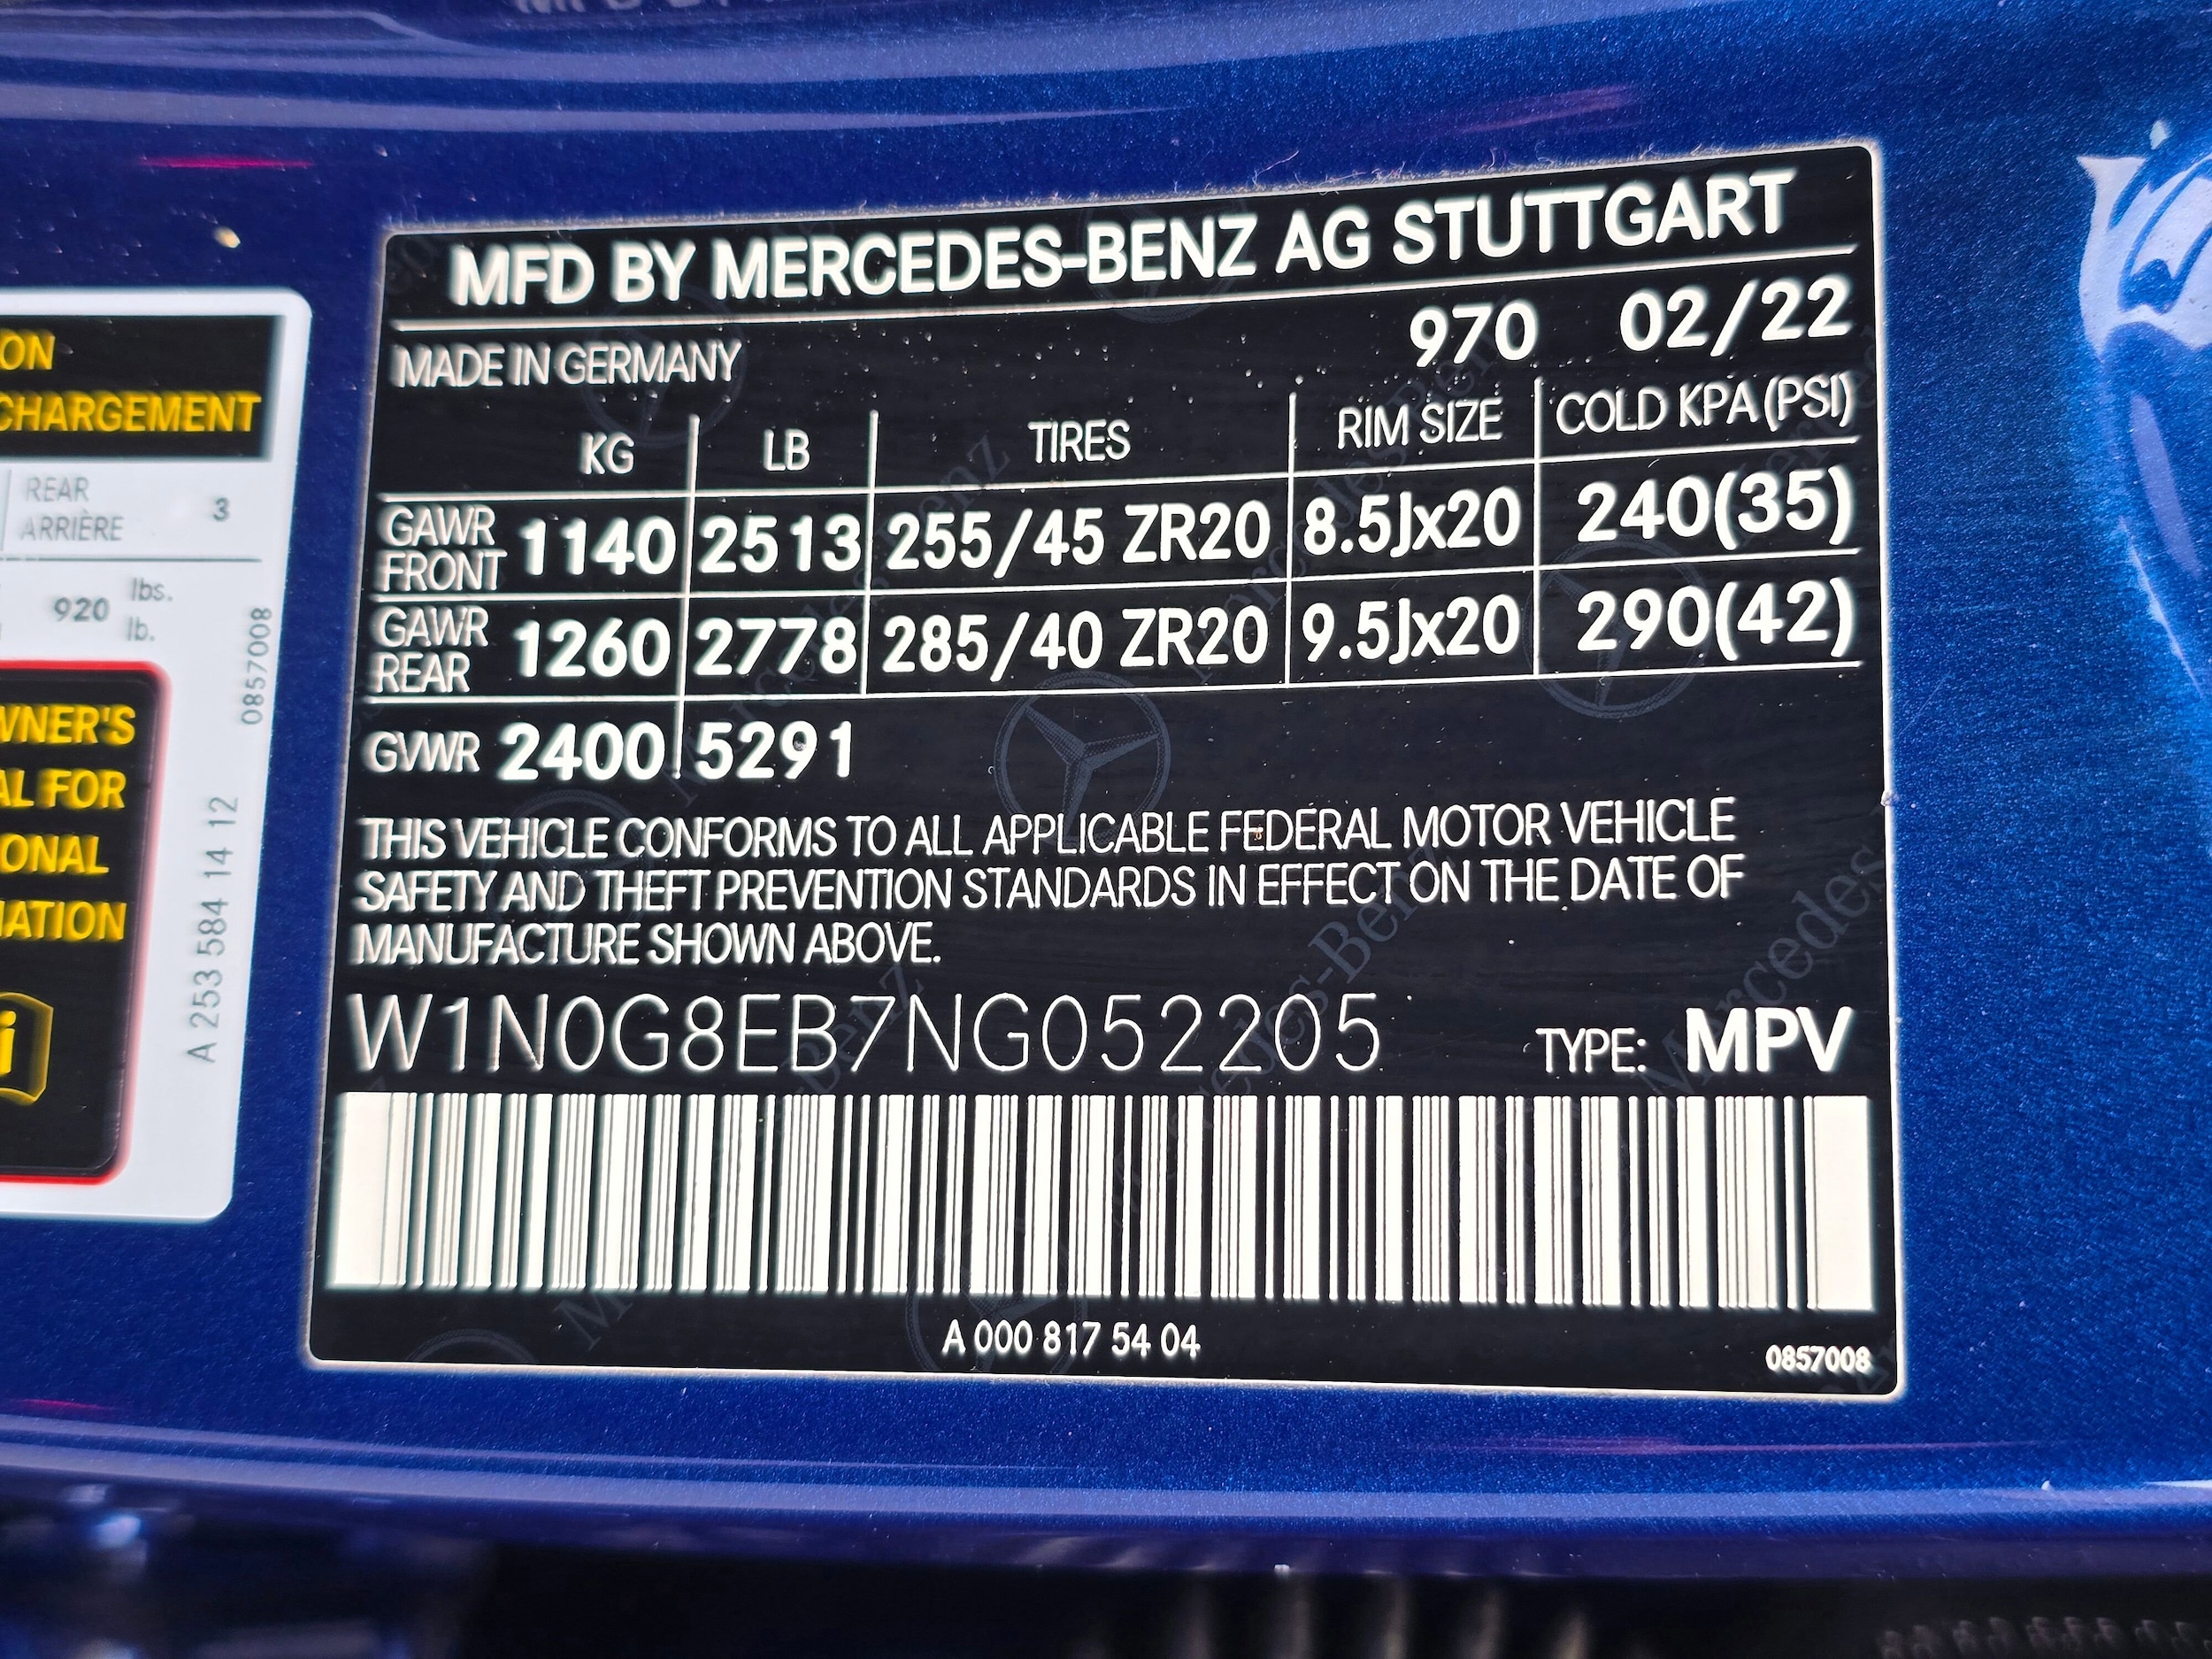 ON
CHARGEMENT
REAR
ARRIÈRE
3
920
lbs.
lb.
0857008
WNER'S
AL FOR
ONAL
MATION
i
A 253 584 14 12
MFD BY MERCEDES-BENZ AG STUTTGART
MADE IN GERMANY 970 02/22
KG LB TIRES RIM SIZE COLD KPA (PSI)
GAWR FRONT 1140 2513 255/45 ZR20 8.5Jx20 240(35)
GAWR REAR 1260 2778 285/40 ZR20 9.5Jx20 290(42)
GVWR 2400 5291
THIS VEHICLE CONFORMS TO ALL APPLICABLE FEDERAL MOTOR VEHICLE
SAFETY AND THEFT PREVENTION STANDARDS IN EFFECT ON THE DATE OF
MANUFACTURE SHOWN ABOVE.
W1N0G8EB7NG052205 TYPE: MPV
A 000 817 54 04
0857008